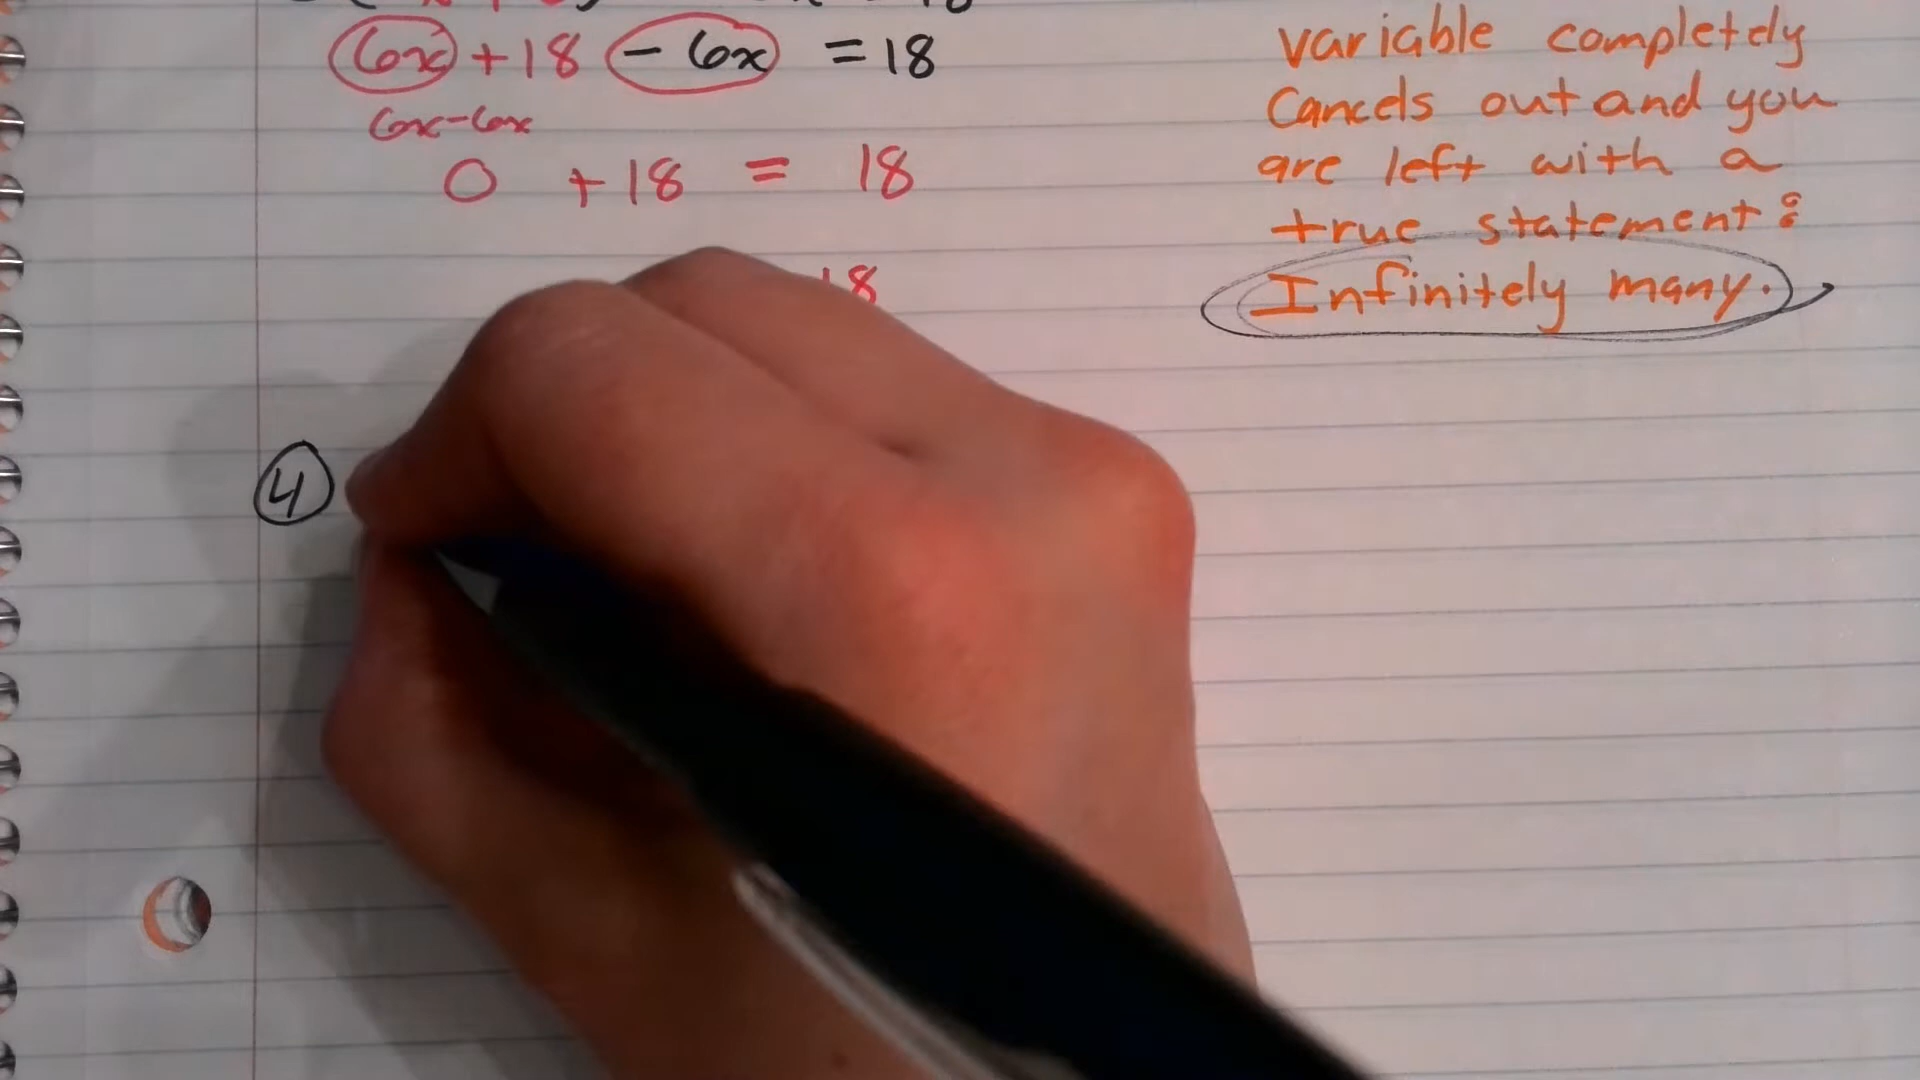 6x + 18 - 6x = 18
6x-6x
0 + 18 = 18
18
4
variable completely
cancels out and you
are left with a
true statement:
Infinitely many.